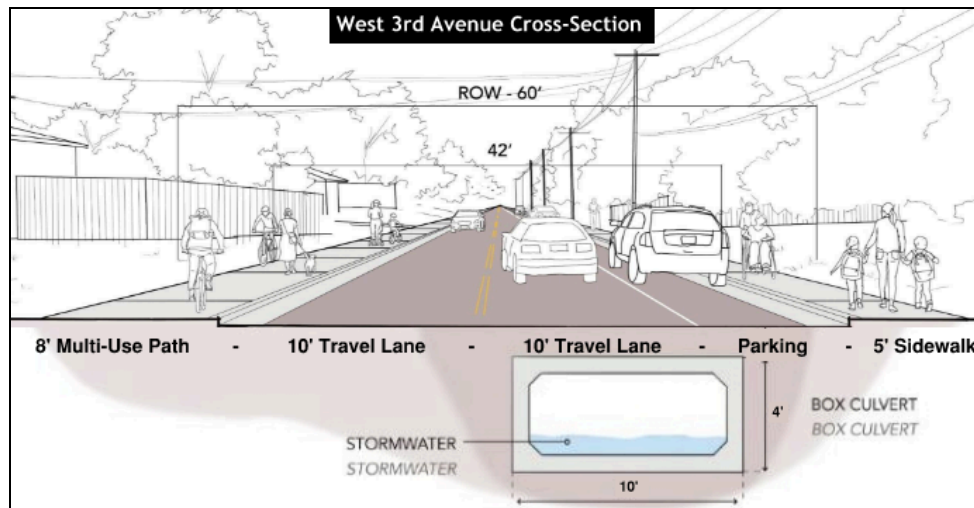 West 3rd Avenue Cross-Section
ROW - 60'
42'
8' Multi-Use Path - 10' Travel Lane - 10' Travel Lane - Parking - 5' Sidewalk
4'
BOX CULVERT
BOX CULVERT
STORMWATER
STORMWATER
10'